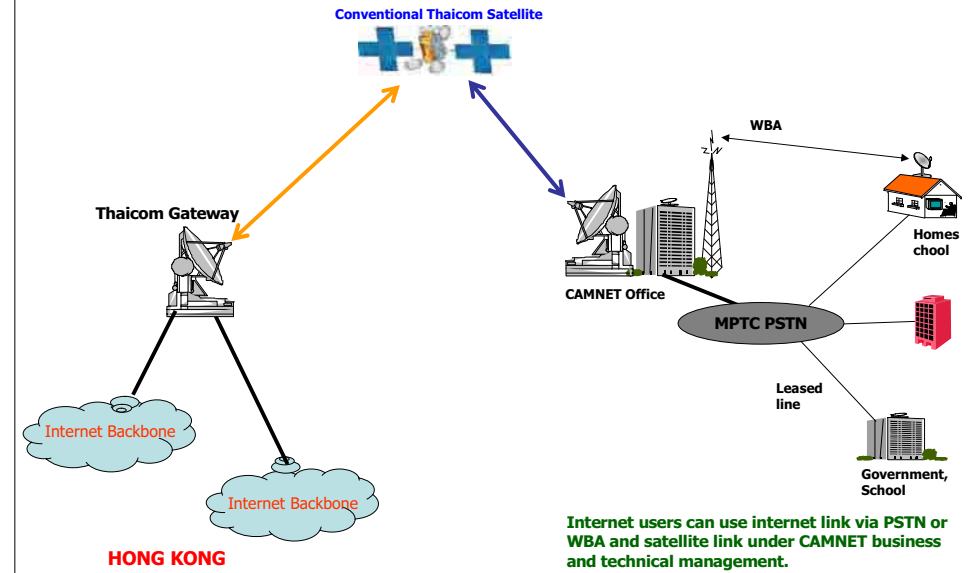 Conventional Thaicom Satellite
WBA
Thaicom Gateway
Homes
chool
CAMNET Office
MPTC PSTN
Leased
line
Internet Backbone
Government,
School
Internet Backbone
Internet users can use internet link via PSTN or
WBA and satellite link under CAMNET business
and technical management.
HONG KONG